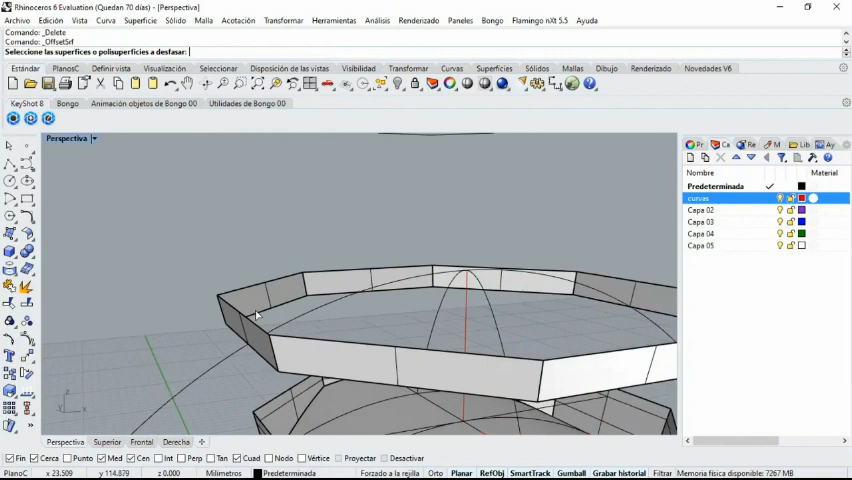 Rhinoceros 6 Evaluation (Quedan 70 días) - [Perspectiva]
Archivo Edición Vista Curva Superficie Sólido Malla Acotación Transformar Herramientas Análisis Renderizado Paneles Bongo Flamingo nXt 5.5 Ayuda
Comando: _Delete
Comando: _OffsetSrf
Seleccione las superfices o polisuperficies a desfasar:
Estándar PlanosC Definir vista Visualización Seleccionar Disposición de las vistas Visibilidad Transformar Curvas Superficies Sólidos Mallas Dibujo Renderizado Novedades V6
KeyShot 8 Bongo Animación objetos de Bongo 00 Utilidades de Bongo 00
Perspectiva
Pr Ca Re M Lib Ay
Nombre Material
Predeterminada
curvas
Capa 02
Capa 03
Capa 04
Capa 05
z
y x
Perspectiva Superior Frontal Derecha
Fin Cerca Punto Med Cen Int Perp Tan Cuad Nodo Vértice Proyectar Desactivar
PlanoC x 23.509 y 114.879 z 0.000 Milímetros Predeterminada Forzado a la rejilla Orto Planar RefObj SmartTrack Gumball Grabar historial Filtrar Memoria física disponible: 7267 MB